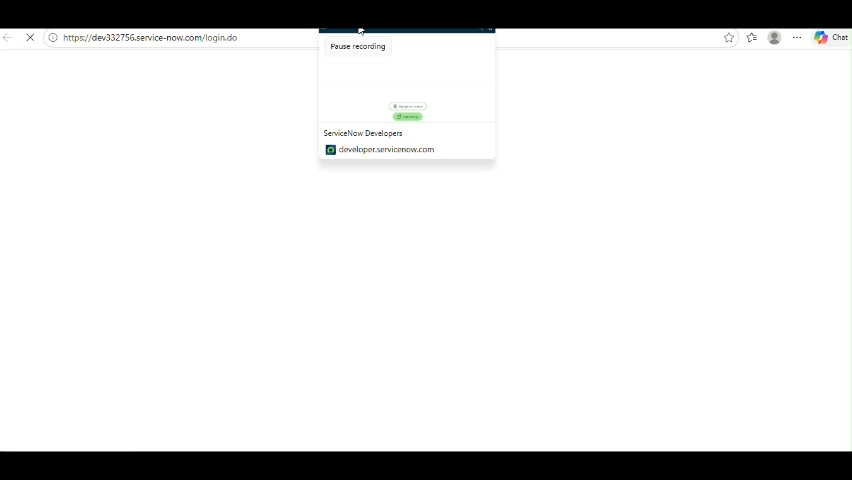 https://dev332756.service-now.com/login.do
Chat
Pause recording
ServiceNow Developers
developer.servicenow.com